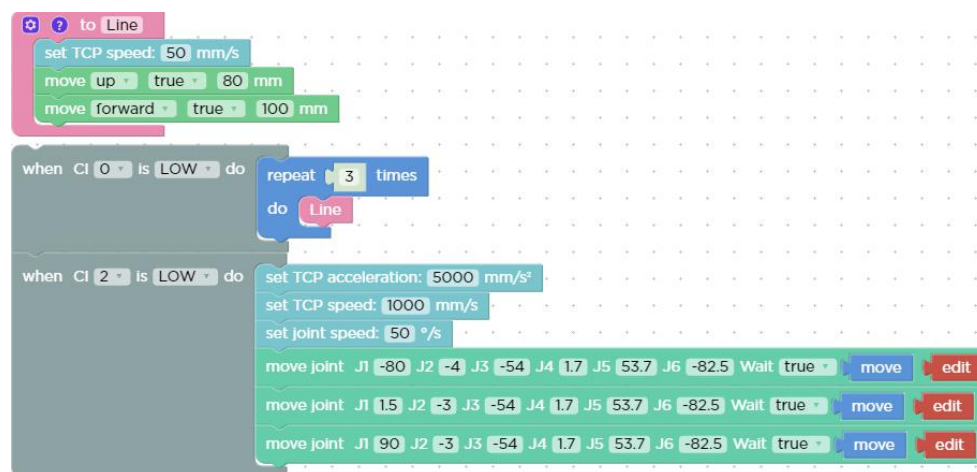 ? to Line
set TCP speed: 50 mm/s
move up true 80 mm
move forward true 100 mm
when CI 0 is LOW do
repeat 3 times
do Line
when CI 2 is LOW do
set TCP acceleration: 5000 mm/s²
set TCP speed: 1000 mm/s
set joint speed: 50 °/s
move joint J1 -80 J2 -4 J3 -54 J4 1.7 J5 53.7 J6 -82.5 Wait true move edit
move joint J1 1.5 J2 -3 J3 -54 J4 1.7 J5 53.7 J6 -82.5 Wait true move edit
move joint J1 90 J2 -3 J3 -54 J4 1.7 J5 53.7 J6 -82.5 Wait true move edit